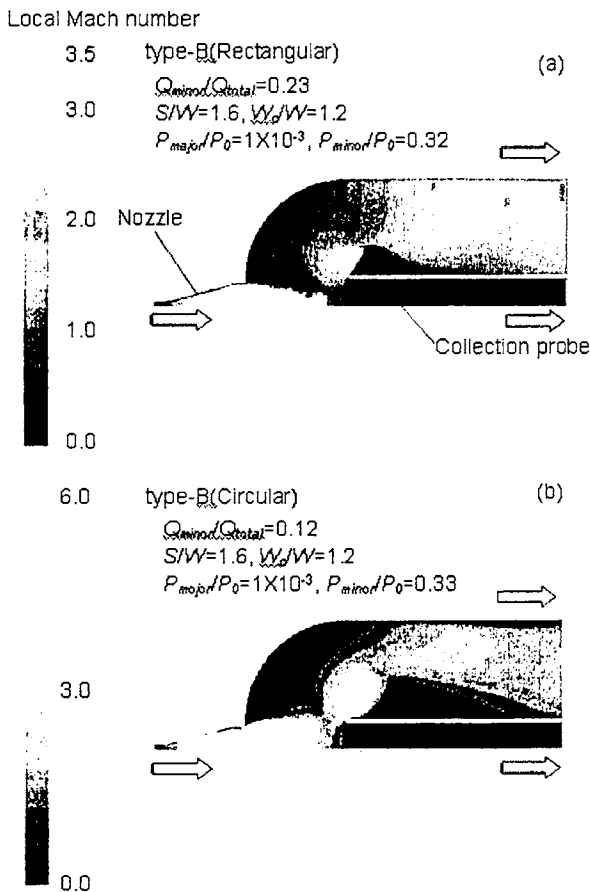 Local Mach number
3.5 type-B(Rectangular) (a)
Qminor/Qtotal=0.23
3.0 S/W=1.6, Wp/W=1.2
Pmajor/P0=1X10-3, Pminor/P0=0.32
2.0
Nozzle
1.0
Collection probe
0.0
6.0 type-B(Circular) (b)
Qminor/Qtotal=0.12
S/W=1.6, Wp/W=1.2
Pmajor/P0=1X10-3, Pminor/P0=0.33
3.0
0.0